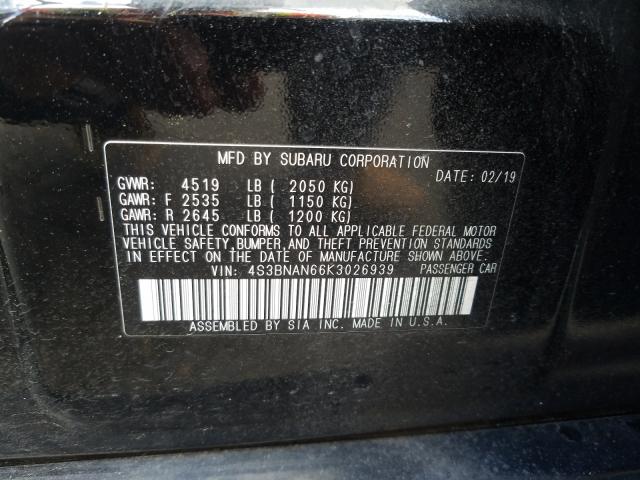 MFD BY SUBARU CORPORATION
DATE: 02/19
GVWR: 4519 LB ( 2050 KG)
GAWR: F 2535 LB ( 1150 KG)
GAWR: R 2645 LB ( 1200 KG)
THIS VEHICLE CONFORMS TO ALL APPLICABLE FEDERAL MOTOR
VEHICLE SAFETY,BUMPER,AND THEFT PREVENTION STANDARDS
IN EFFECT ON THE DATE OF MANUFACTURE SHOWN ABOVE.
VIN: 4S3BNAN66K3026939 PASSENGER CAR
ASSEMBLED BY SIA INC. MADE IN U.S.A.